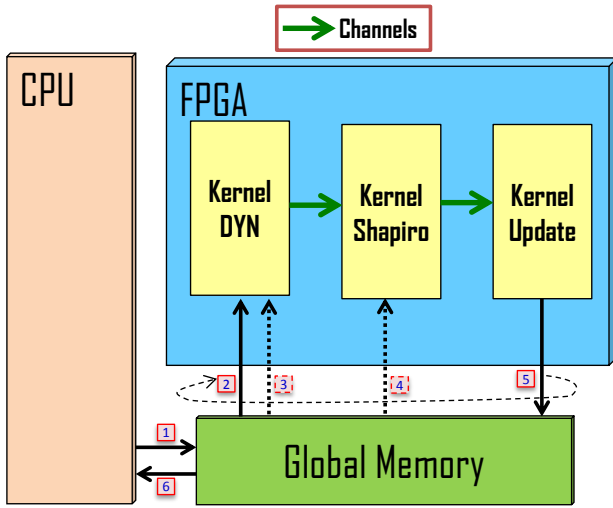 Channels
CPU
FPGA
Kernel
DYN
Kernel
Shapiro
Kernel
Update
2
3
4
5
1
6
Global Memory